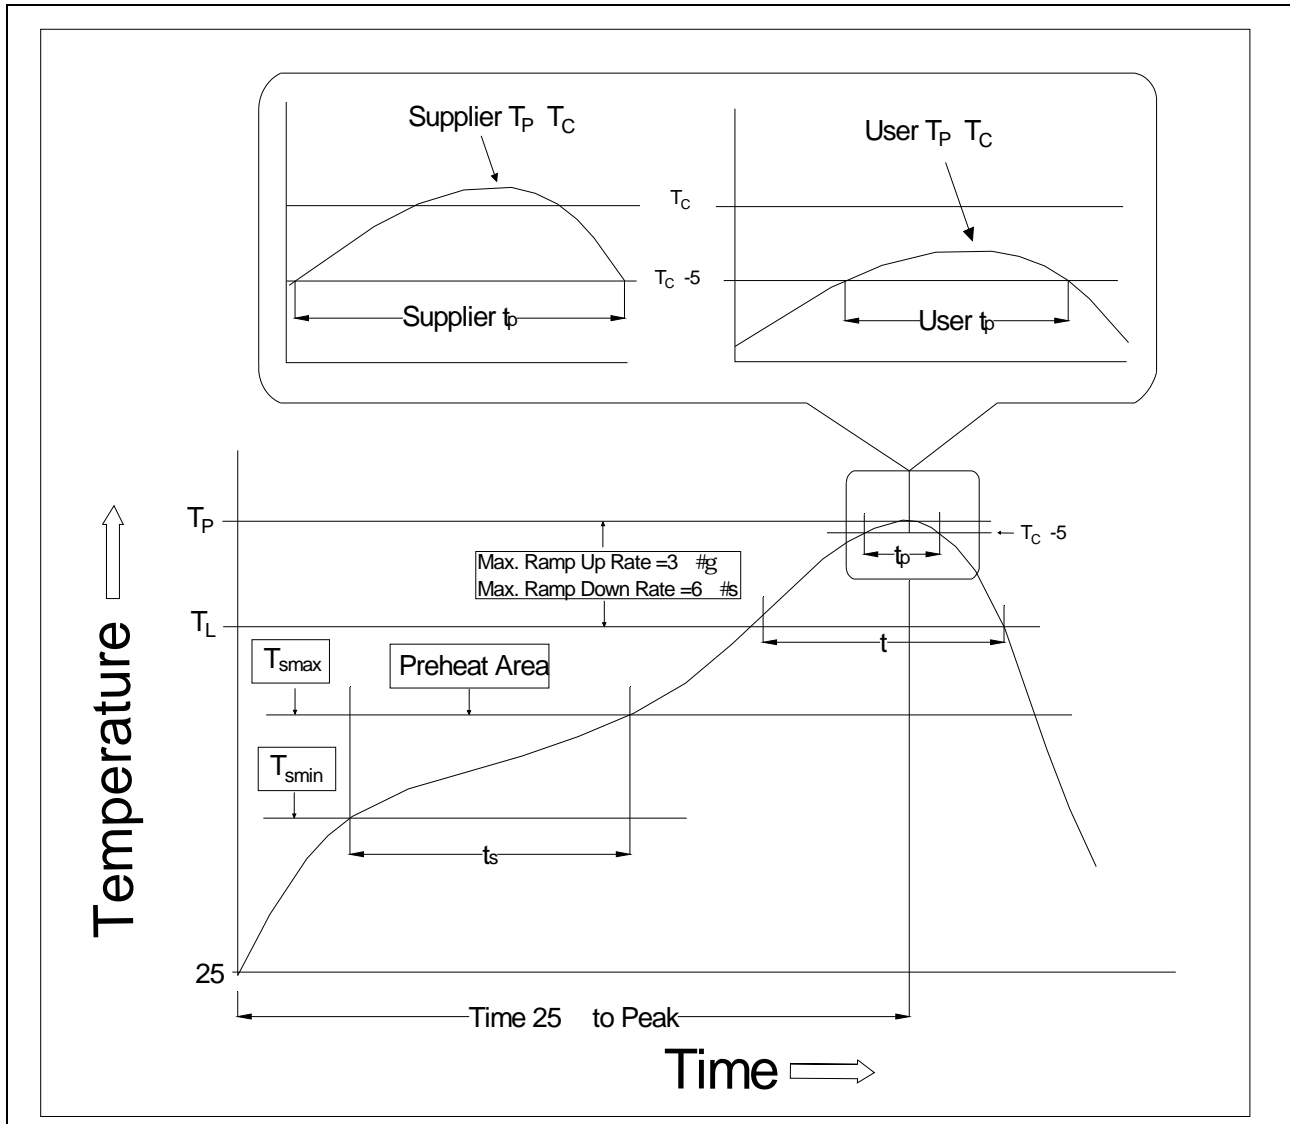 Supplier TP TC
User TP TC
TC
TC -5
Supplier tp
User tp
TP
TC -5
tp
Max. Ramp Up Rate =3 #g
Max. Ramp Down Rate =6 #s
TL
t
Tsmax
Preheat Area
Tsmin
ts
Temperature
25
Time 25 to Peak
Time